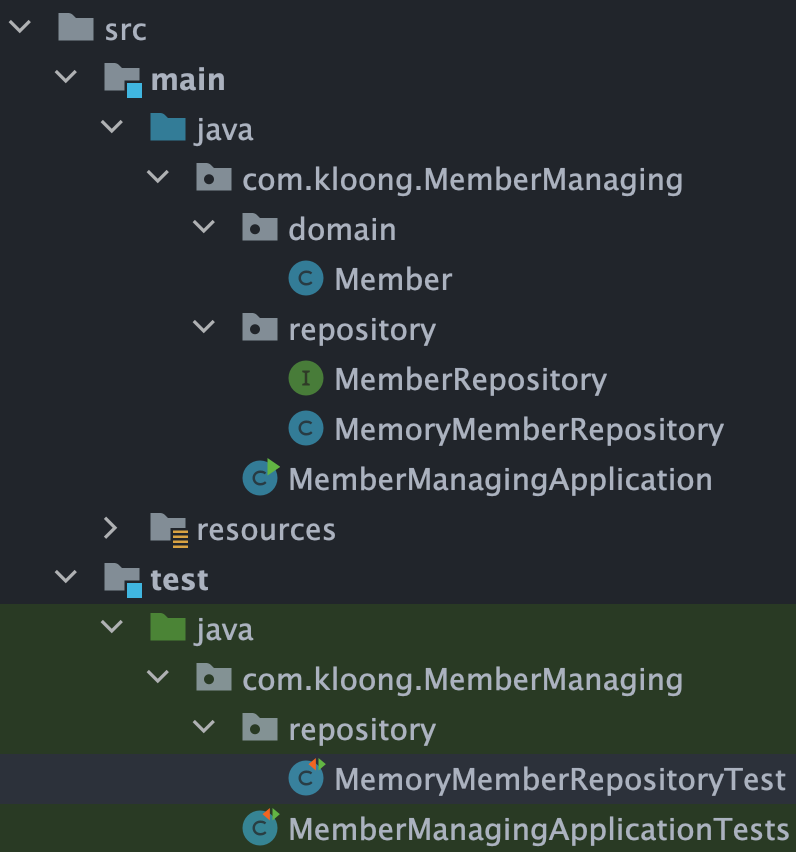 src
main
java
com.kloong.MemberManaging
domain
C Member
repository
I MemberRepository
C MemoryMemberRepository
C MemberManagingApplication
resources
test
java
com.kloong.MemberManaging
repository
C MemoryMemberRepositoryTest
C MemberManagingApplicationTests